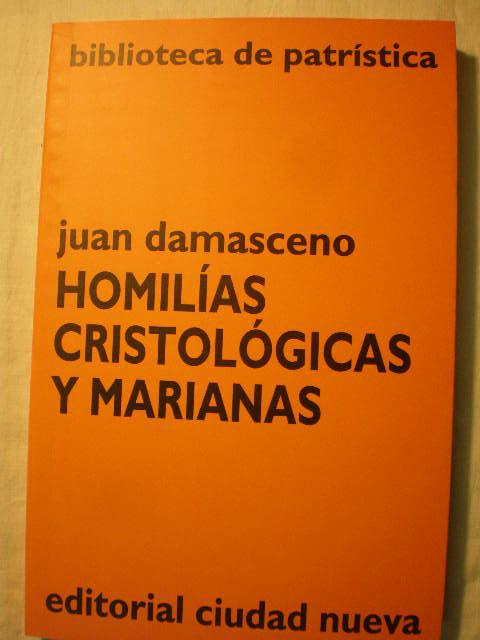 biblioteca de patrística
juan damasceno
HOMILÍAS
CRISTOLÓGICAS
Y MARIANAS
editorial ciudad nueva